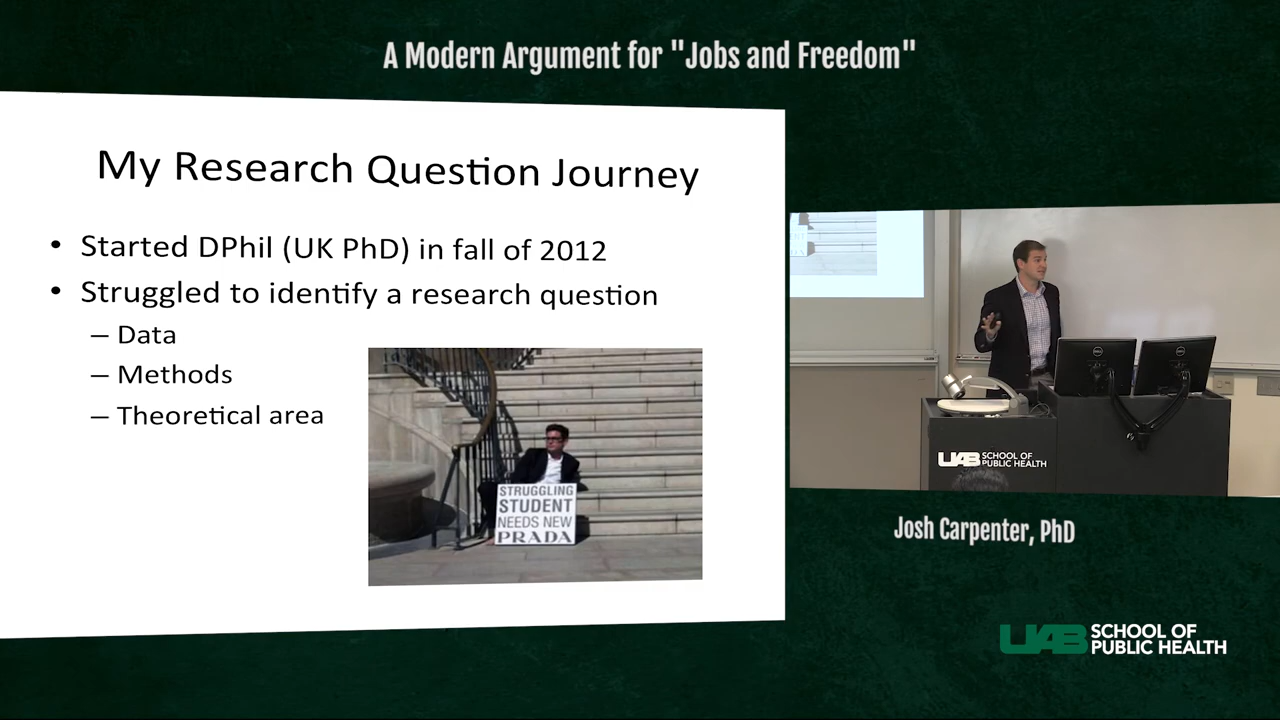 A Modern Argument for "Jobs and Freedom"
My Research Question Journey
• Started DPhil (UK PhD) in fall of 2012
• Struggled to identify a research question
– Data
– Methods
– Theoretical area
STRUGGLING
STUDENT
NEEDS NEW
PRADA
DELL
DELL
UAB SCHOOL OF
PUBLIC HEALTH
Josh Carpenter, PhD
UAB SCHOOL OF
PUBLIC HEALTH